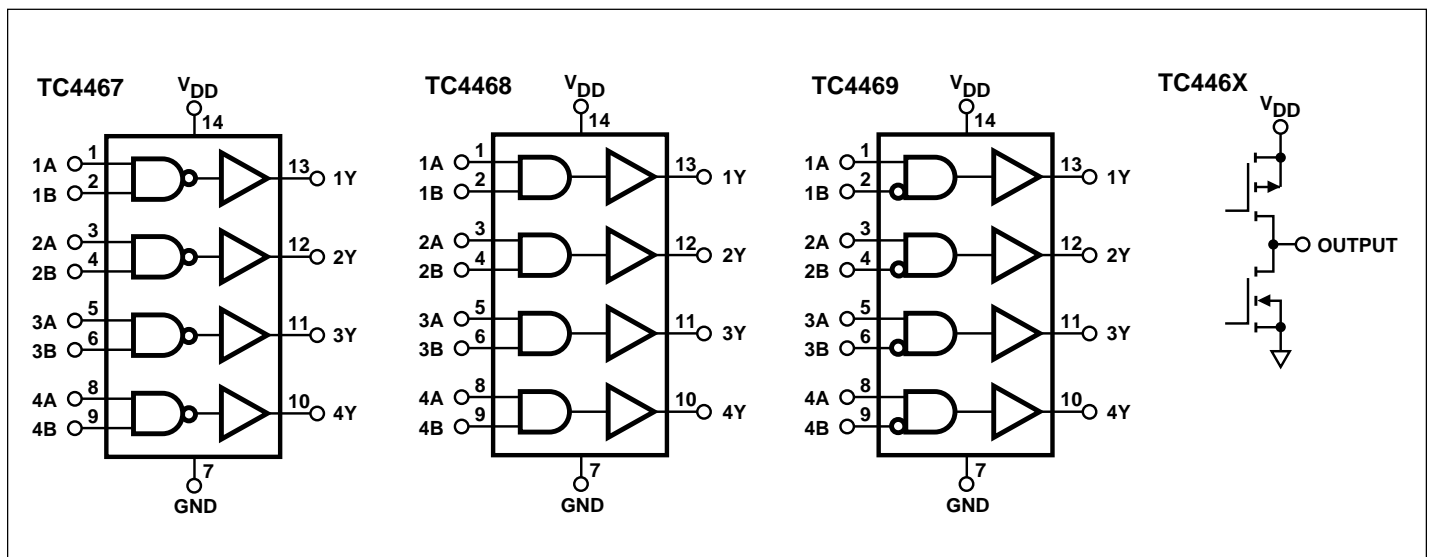 TC4467
VDD
14
1A 1
1B 2
13 1Y
2A 3
2B 4
12 2Y
3A 5
3B 6
11 3Y
4A 8
4B 9
10 4Y
7
GND
TC4468
VDD
14
1A 1
1B 2
13 1Y
2A 3
2B 4
12 2Y
3A 5
3B 6
11 3Y
4A 8
4B 9
10 4Y
7
GND
TC4469
VDD
14
1A 1
1B 2
13 1Y
2A 3
2B 4
12 2Y
3A 5
3B 6
11 3Y
4A 8
4B 9
10 4Y
7
GND
TC446X
VDD
OUTPUT